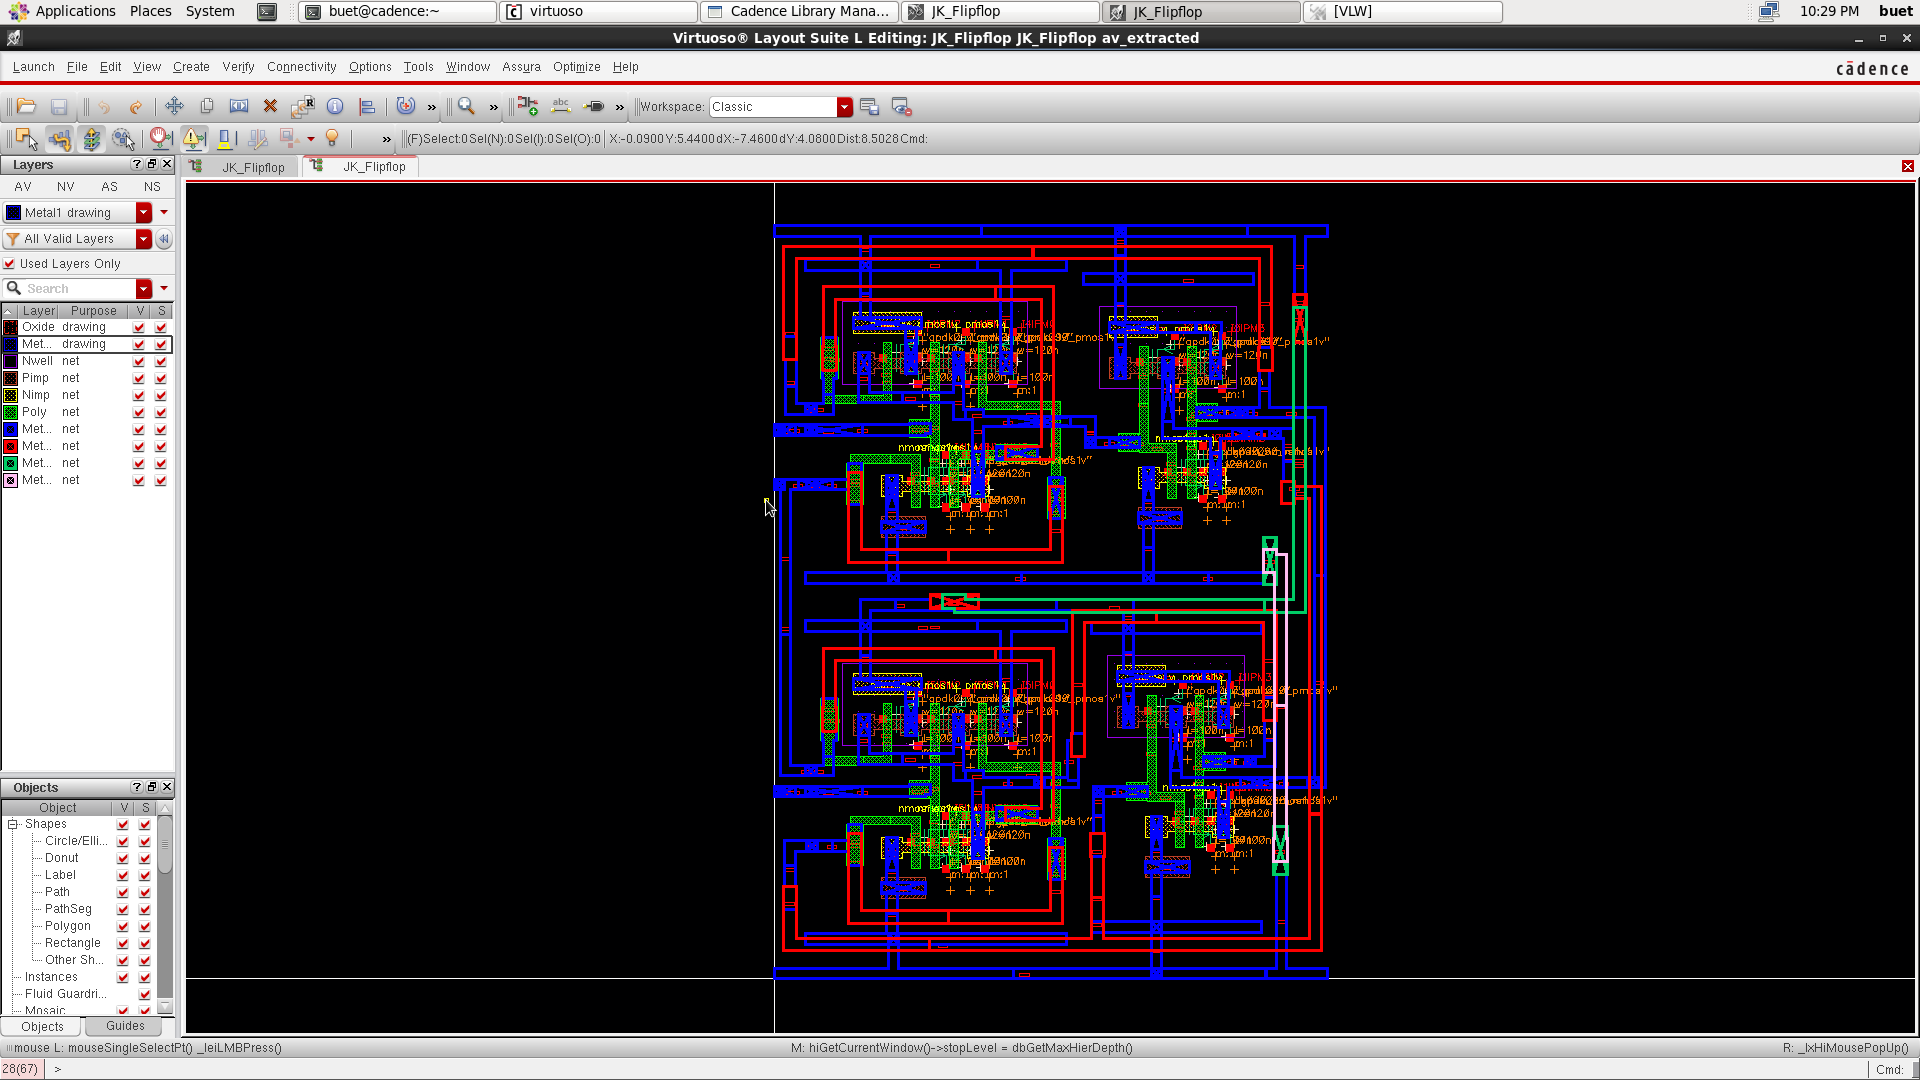 Applications Places System buet@cadence:~ virtuoso Cadence Library Mana... JK_Flipflop JK_Flipflop [VLW] 10:29 PM buet
Virtuoso® Layout Suite L Editing: JK_Flipflop JK_Flipflop av_extracted
Launch File Edit View Create Verify Connectivity Options Tools Window Assura Optimize Help cādence
Workspace: Classic
(F)Select:0 Sel(N):0 Sel(I):0 Sel(O):0 X:-0.0900 Y:5.4400 dX:-7.4600 dY:4.0800 Dist:8.5028 Cmd:
Layers
JK_Flipflop JK_Flipflop
AV NV AS NS
Metal1 drawing
All Valid Layers
Used Layers Only
Search
Layer Purpose V S
Oxide drawing
Met... drawing
Nwell net
Pimp net
Nimp net
Poly net
Met... net
Met... net
Met... net
Met... net
Objects
Object V S
Shapes
Circle/Elli...
Donut
Label
Path
PathSeg
Polygon
Rectangle
Other Sh...
Instances
Fluid Guardri...
Mosaic
Objects Guides
mouse L: mouseSingleSelectPt() _leiLMBPress() M: hiGetCurrentWindow()->stopLevel = dbGetMaxHierDepth() R: _lxHiMousePopUp()
28(67) > Cmd: